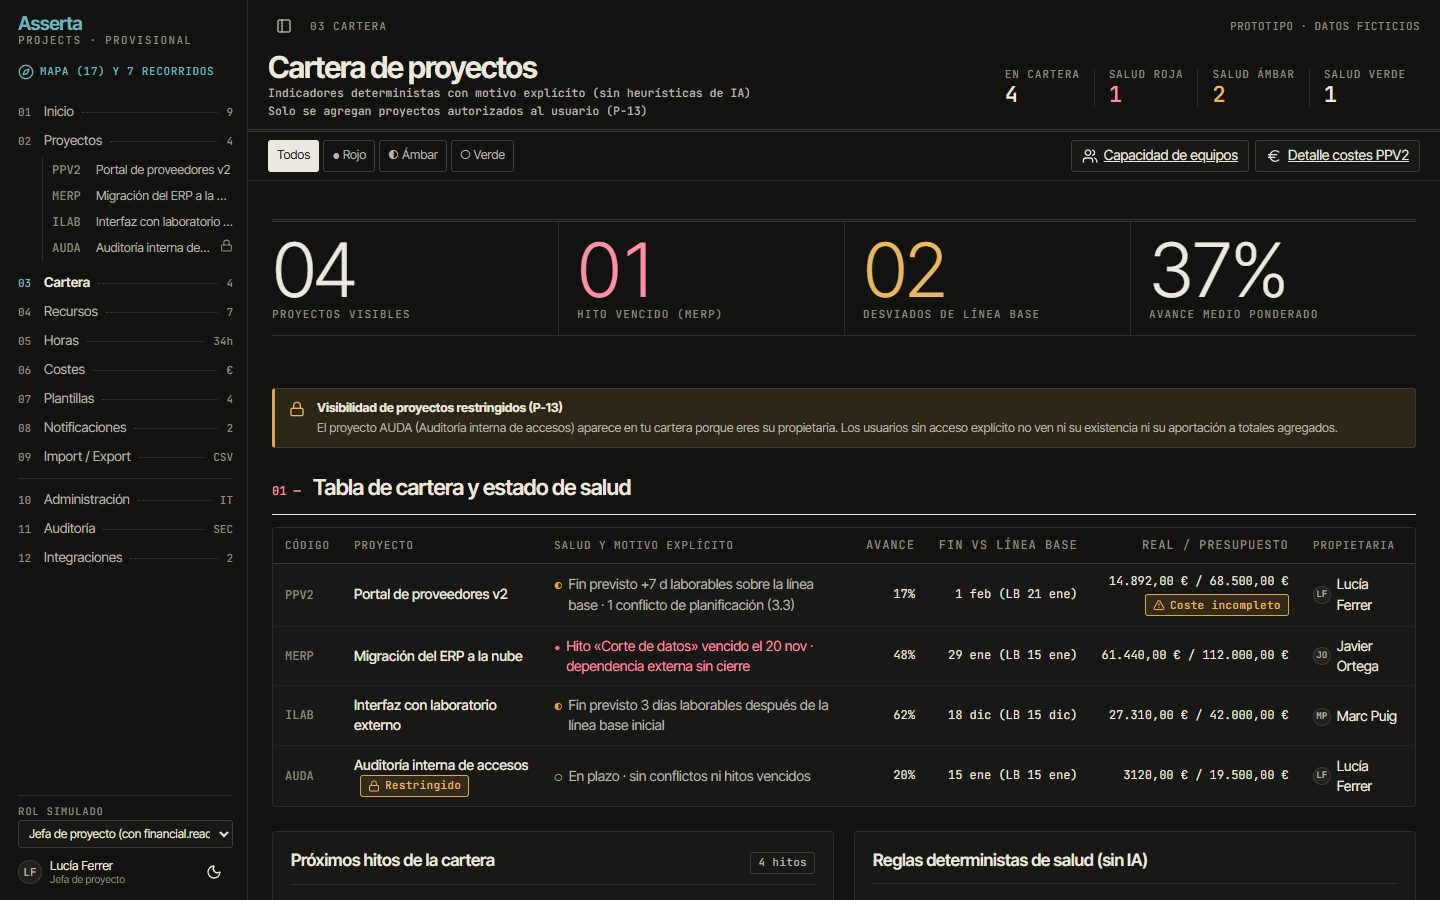 Asserta
PROJECTS · PROVISIONAL
MAPA (17) Y 7 RECORRIDOS
01 Inicio 9
02 Proyectos 4
PPV2 Portal de proveedores v2
MERP Migración del ERP a la ...
ILAB Interfaz con laboratorio ...
AUDA Auditoría interna de...
03 Cartera 4
04 Recursos 7
05 Horas 34h
06 Costes €
07 Plantillas 4
08 Notificaciones 2
09 Import / Export CSV
10 Administración IT
11 Auditoría SEC
12 Integraciones 2
ROL SIMULADO
Jefa de proyecto (con financial.reac
LF Lucía Ferrer
Jefa de proyecto
03 CARTERA
PROTOTIPO · DATOS FICTICIOS
Cartera de proyectos
Indicadores deterministas con motivo explícito (sin heurísticas de IA)
Solo se agregan proyectos autorizados al usuario (P-13)
EN CARTERA SALUD ROJA SALUD ÁMBAR SALUD VERDE
4 1 2 1
Todos Rojo Ámbar Verde
Capacidad de equipos € Detalle costes PPV2
04 01 02 37%
PROYECTOS VISIBLES HITO VENCIDO (MERP) DESVIADOS DE LÍNEA BASE AVANCE MEDIO PONDERADO
Visibilidad de proyectos restringidos (P-13)
El proyecto AUDA (Auditoría interna de accesos) aparece en tu cartera porque eres su propietaria. Los usuarios sin acceso explícito no ven ni su existencia ni su aportación a totales agregados.
01 — Tabla de cartera y estado de salud
CÓDIGO PROYECTO SALUD Y MOTIVO EXPLÍCITO AVANCE FIN VS LÍNEA BASE REAL / PRESUPUESTO PROPIETARIA
PPV2 Portal de proveedores v2 Fin previsto +7 d laborables sobre la línea base · 1 conflicto de planificación (3.3) 17% 1 feb (LB 21 ene) 14.892,00 € / 68.500,00 € Coste incompleto LF Lucía Ferrer
MERP Migración del ERP a la nube Hito «Corte de datos» vencido el 20 nov · dependencia externa sin cierre 48% 29 ene (LB 15 ene) 61.440,00 € / 112.000,00 € JO Javier Ortega
ILAB Interfaz con laboratorio externo Fin previsto 3 días laborables después de la línea base inicial 62% 18 dic (LB 15 dic) 27.310,00 € / 42.000,00 € MP Marc Puig
AUDA Auditoría interna de accesos Restringido En plazo · sin conflictos ni hitos vencidos 20% 15 ene (LB 15 ene) 3120,00 € / 19.500,00 € LF Lucía Ferrer
Próximos hitos de la cartera 4 hitos
Reglas deterministas de salud (sin IA)